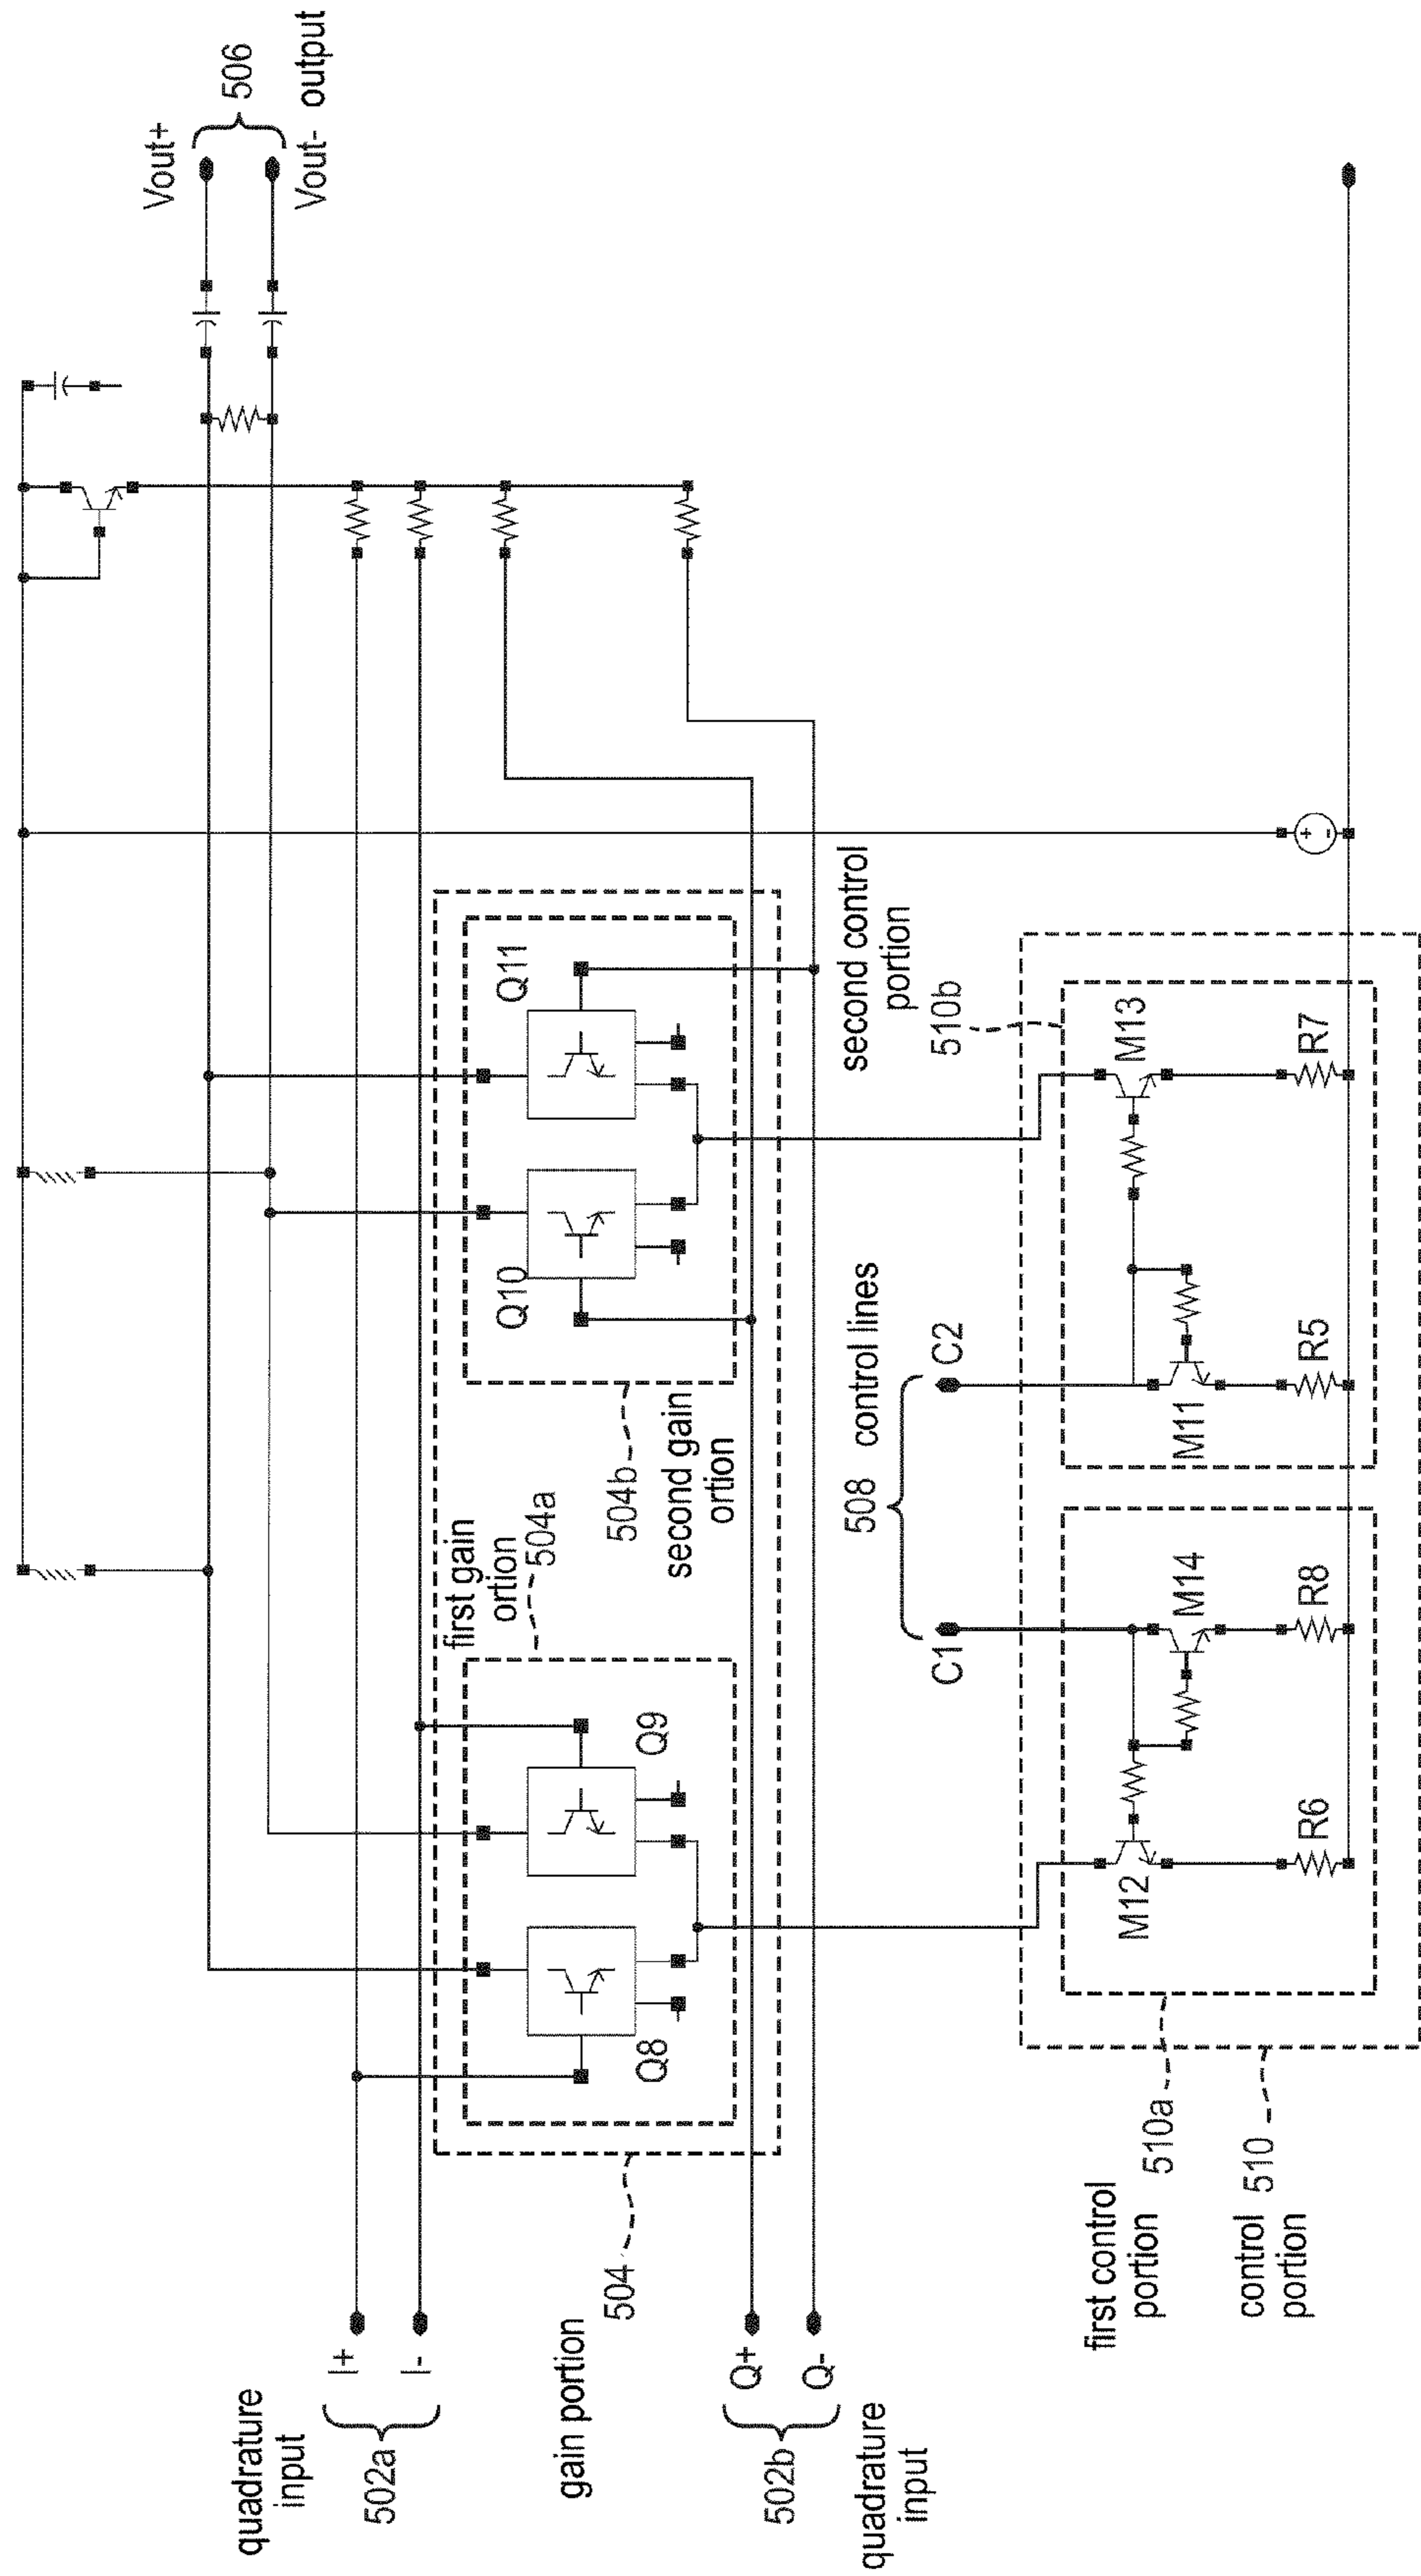 quadrature
input
502a
I+
I-
gain portion
504
Q+
Q-
502b
quadrature
input
Vout+
506
Vout- output
first gain
ortion
504a
Q8
Q9
504b
second gain
ortion
Q10
Q11
508 control lines
C1
C2
second control
portion
510b
first control
portion
510a
control
portion
510
M12
M14
R6
R8
M11
M13
R5
R7
+
-